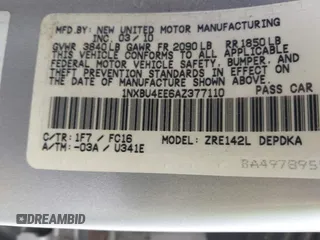 MFD.BY: NEW UNITED MOTOR MANUFACTURING
INC. 03/10
GVWR 3840LB GAWR FR 2090LB RR1850LB
THIS VEHICLE CONFORMS TO ALL APPLICABLE
FEDERAL MOTOR VEHICLE SAFETY, BUMPER, AND
THEFT PREVENTION STANDARDS IN EFFECT ON THE DATE OF
MANUFACTURE SHOWN ABOVE.
1NXBU4EE6AZ377110
PASS CAR
C/TR: 1F7 / FC16
MODEL: ZRE142L DEPDKA
A/TM: -03A / U341E
BA497895
DREAMBID